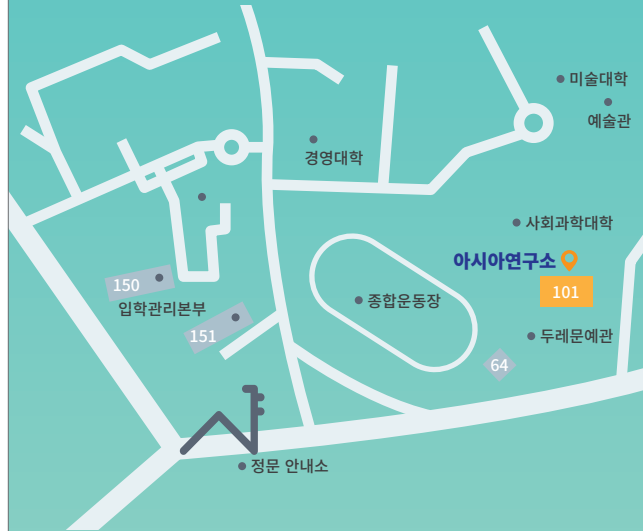 미술대학
예술관
경영대학
사회과학대학
아시아연구소
150
101
종합운동장
입학관리본부
151
두레문예관
64
정문 안내소